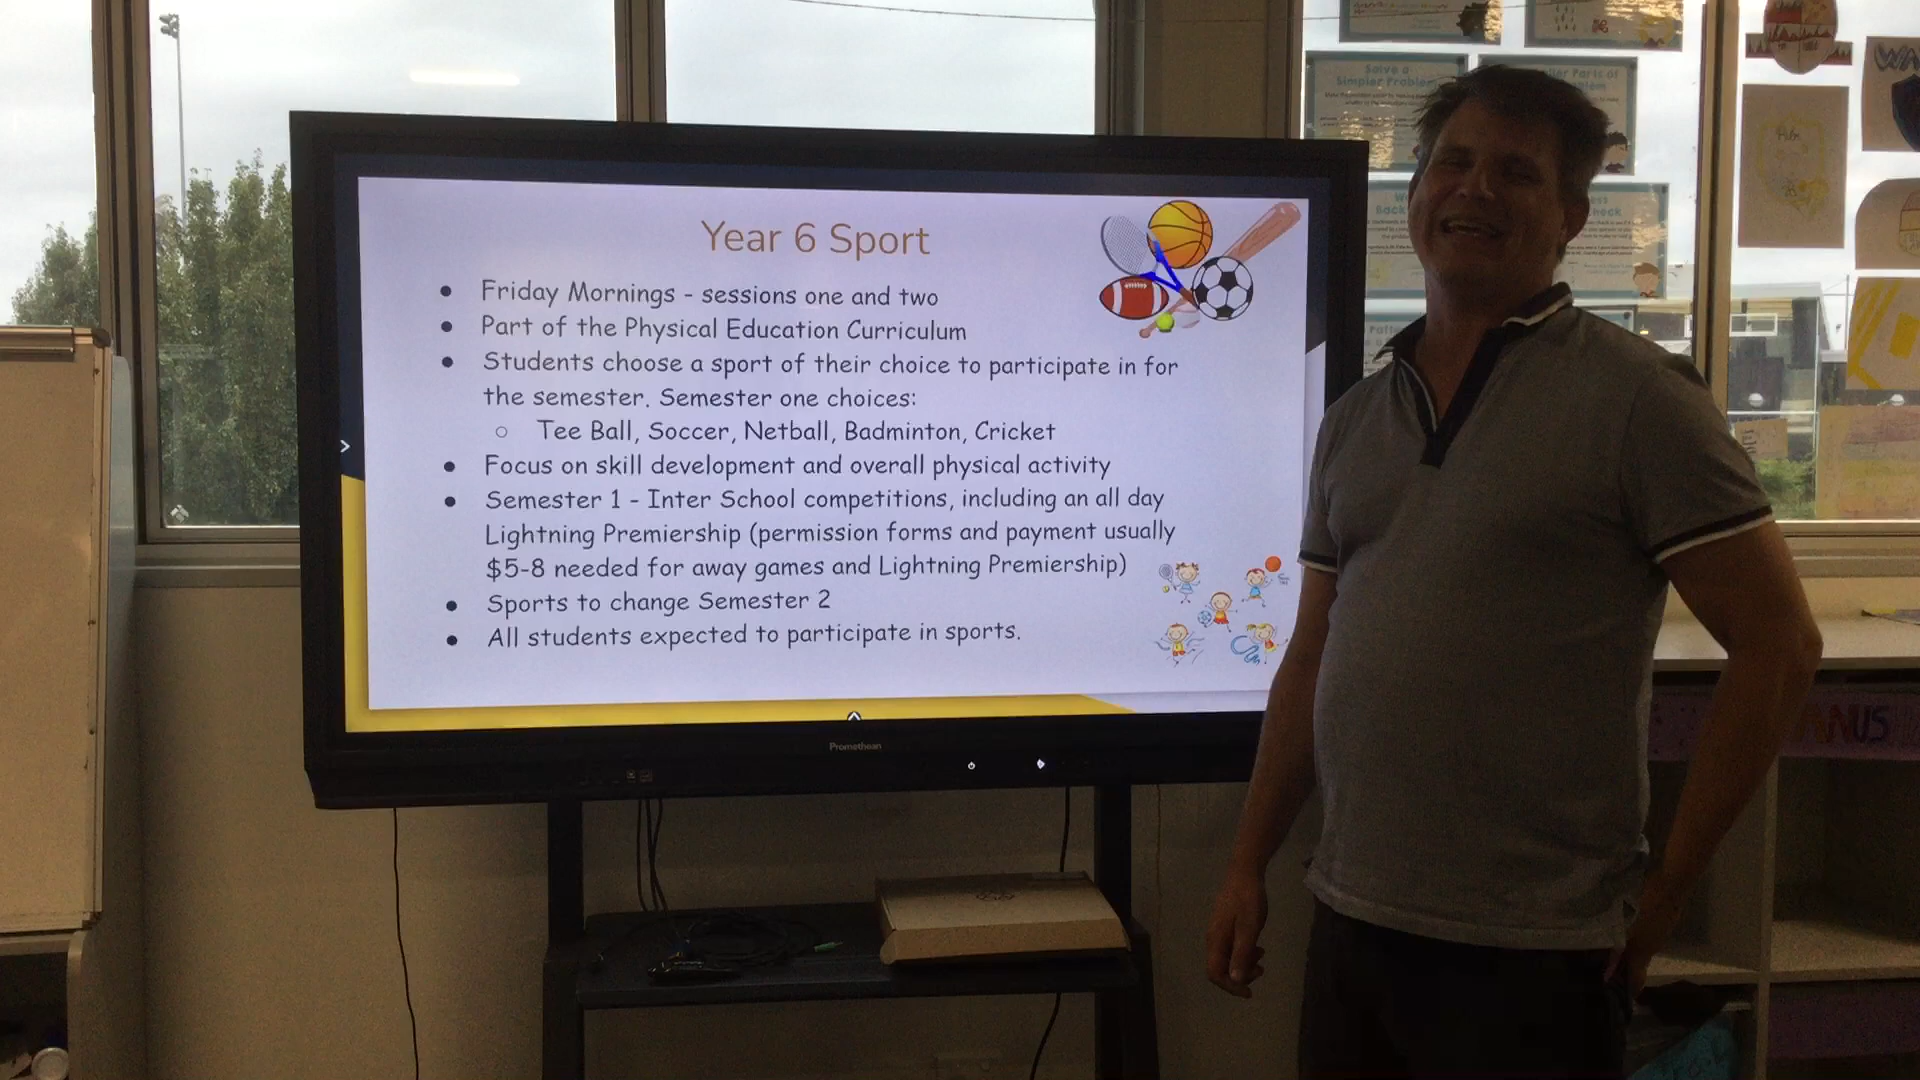 Year 6 Sport
● Friday Mornings - sessions one and two
● Part of the Physical Education Curriculum
● Students choose a sport of their choice to participate in for
the semester. Semester one choices:
○ Tee Ball, Soccer, Netball, Badminton, Cricket
● Focus on skill development and overall physical activity
● Semester 1 - Inter School competitions, including an all day
Lightning Premiership (permission forms and payment usually
$5-8 needed for away games and Lightning Premiership)
● Sports to change Semester 2
● All students expected to participate in sports.
Promethean
Solve a
Simpler Problem